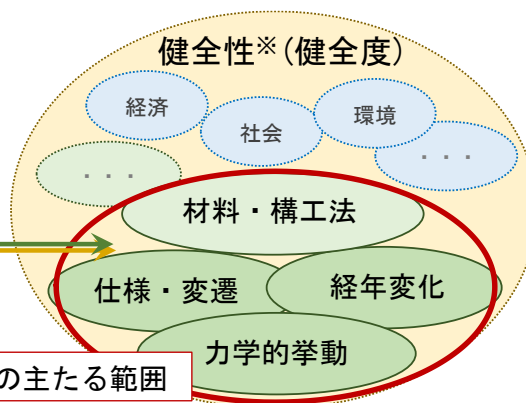 健全性※(健全度)
経済
社会
環境
・・・
・・・
材料・構工法
仕様・変遷
経年変化
力学的挙動
の主たる範囲